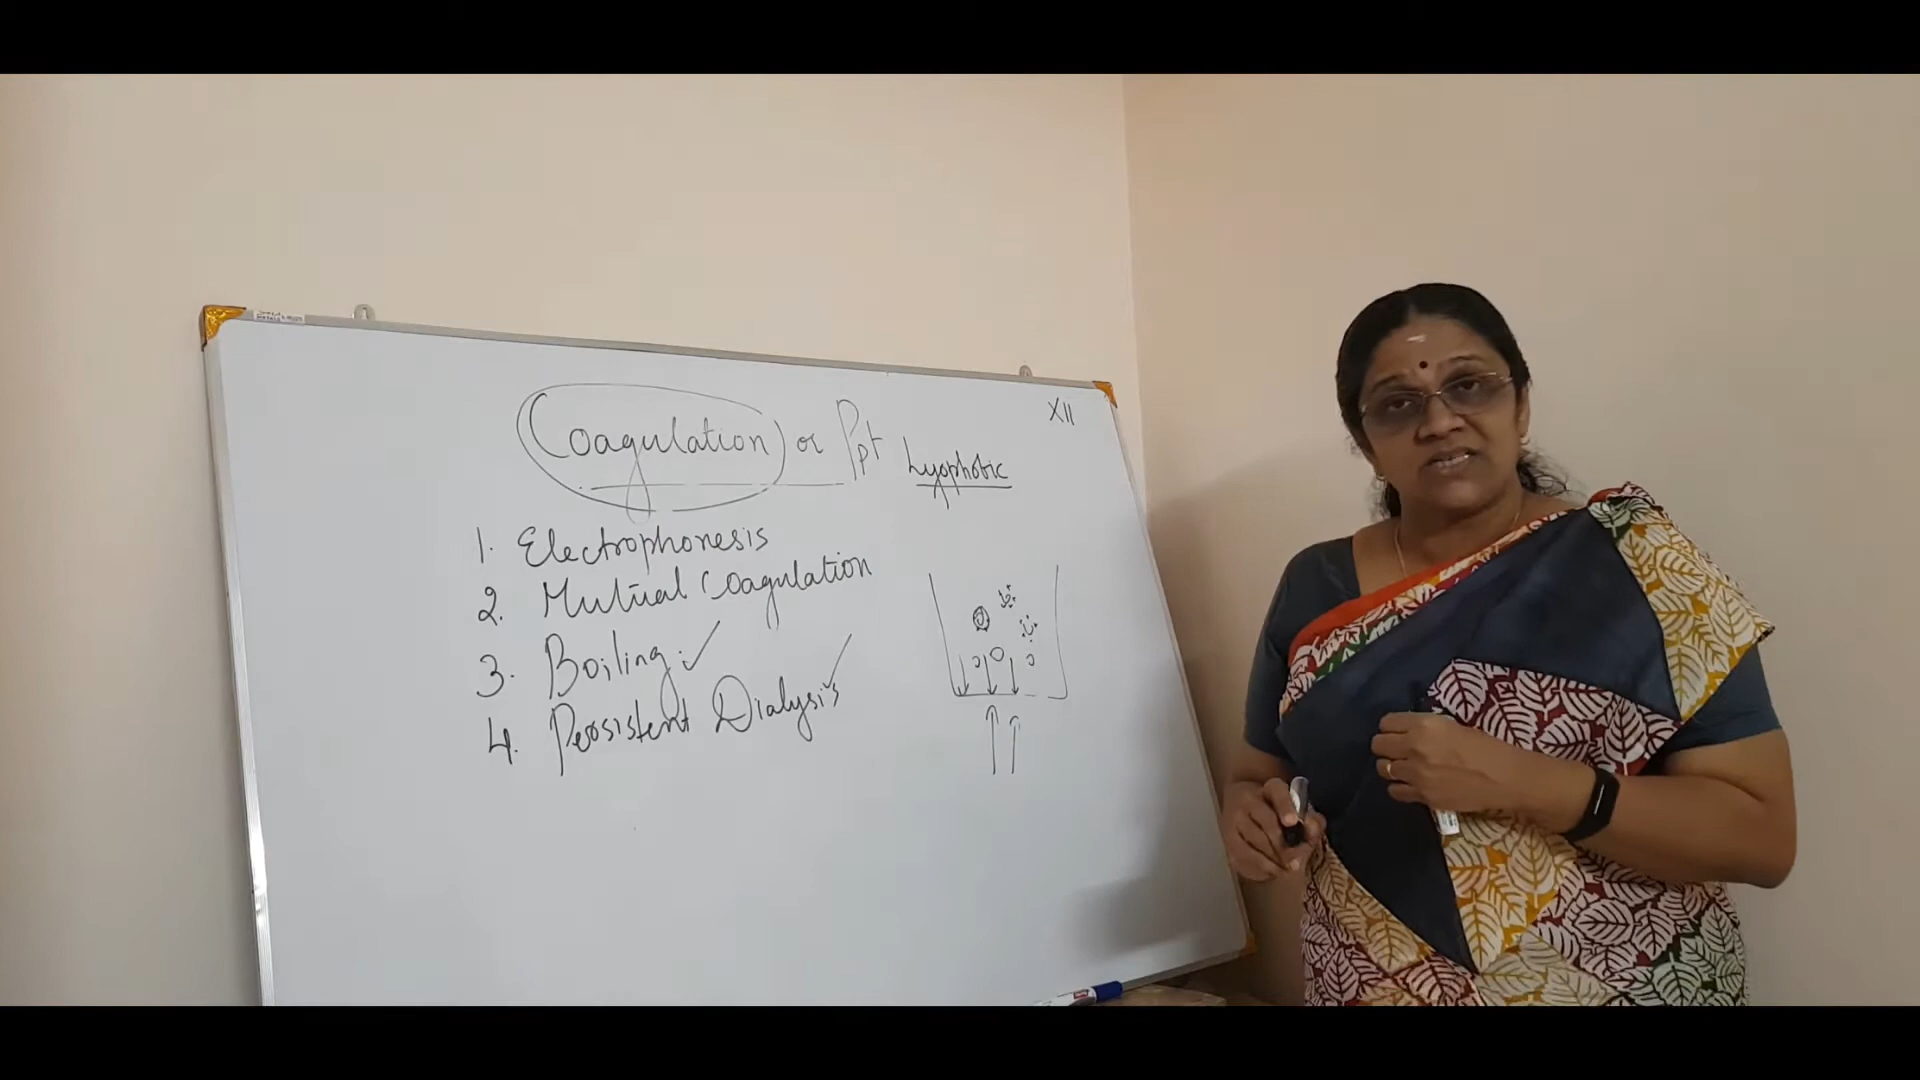 XII
Coagulation or Ppt Lyophobic
1. Electrophoresis
2. Mutual Coagulation
3. Boiling.
4. Persistent Dialysis